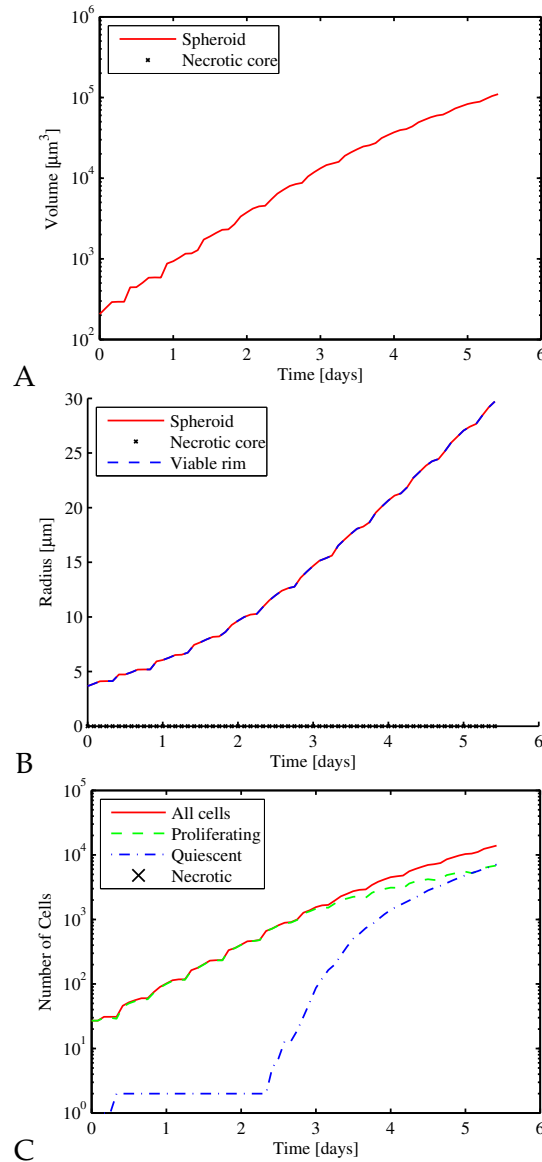 10^6
Spheroid
Necrotic core
10^5
10^4
10^3
10^2
Volume [μm^3]
0 1 2 3 4 5 6
Time [days]
A
30
Spheroid
Necrotic core
Viable rim
25
20
15
10
5
0
Radius [μm]
0 1 2 3 4 5 6
Time [days]
B
10^5
All cells
Proliferating
Quiescent
Necrotic
10^4
10^3
10^2
10^1
10^0
Number of Cells
0 1 2 3 4 5 6
Time [days]
C